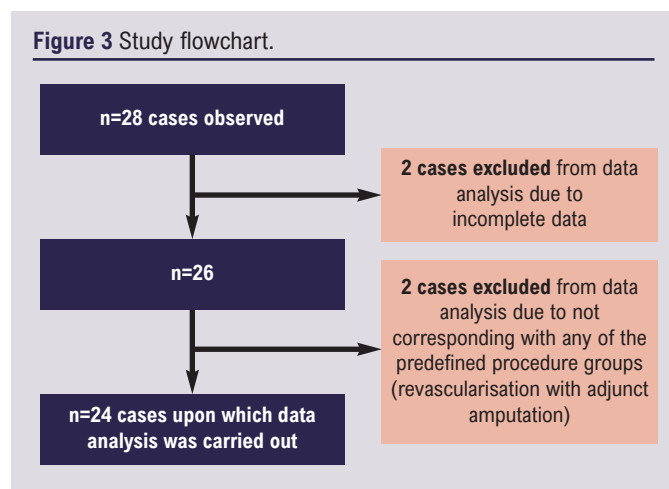 Figure 3 Study flowchart.
n=28 cases observed
2 cases excluded from data
analysis due to
incomplete data
n=26
2 cases excluded from data
analysis due to not
corresponding with any of the
predefined procedure groups
(revascularisation with adjunct
amputation)
n=24 cases upon which data
analysis was carried out